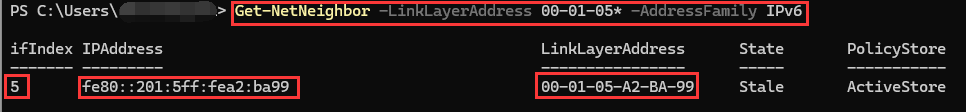 PS C:\Users\> Get-NetNeighbor -LinkLayerAddress 00-01-05* -AddressFamily IPv6
ifIndex IPAddress LinkLayerAddress State PolicyStore
------- --------- ---------------- ----- -----------
5 fe80::201:5ff:fea2:ba99 00-01-05-A2-BA-99 Stale ActiveStore